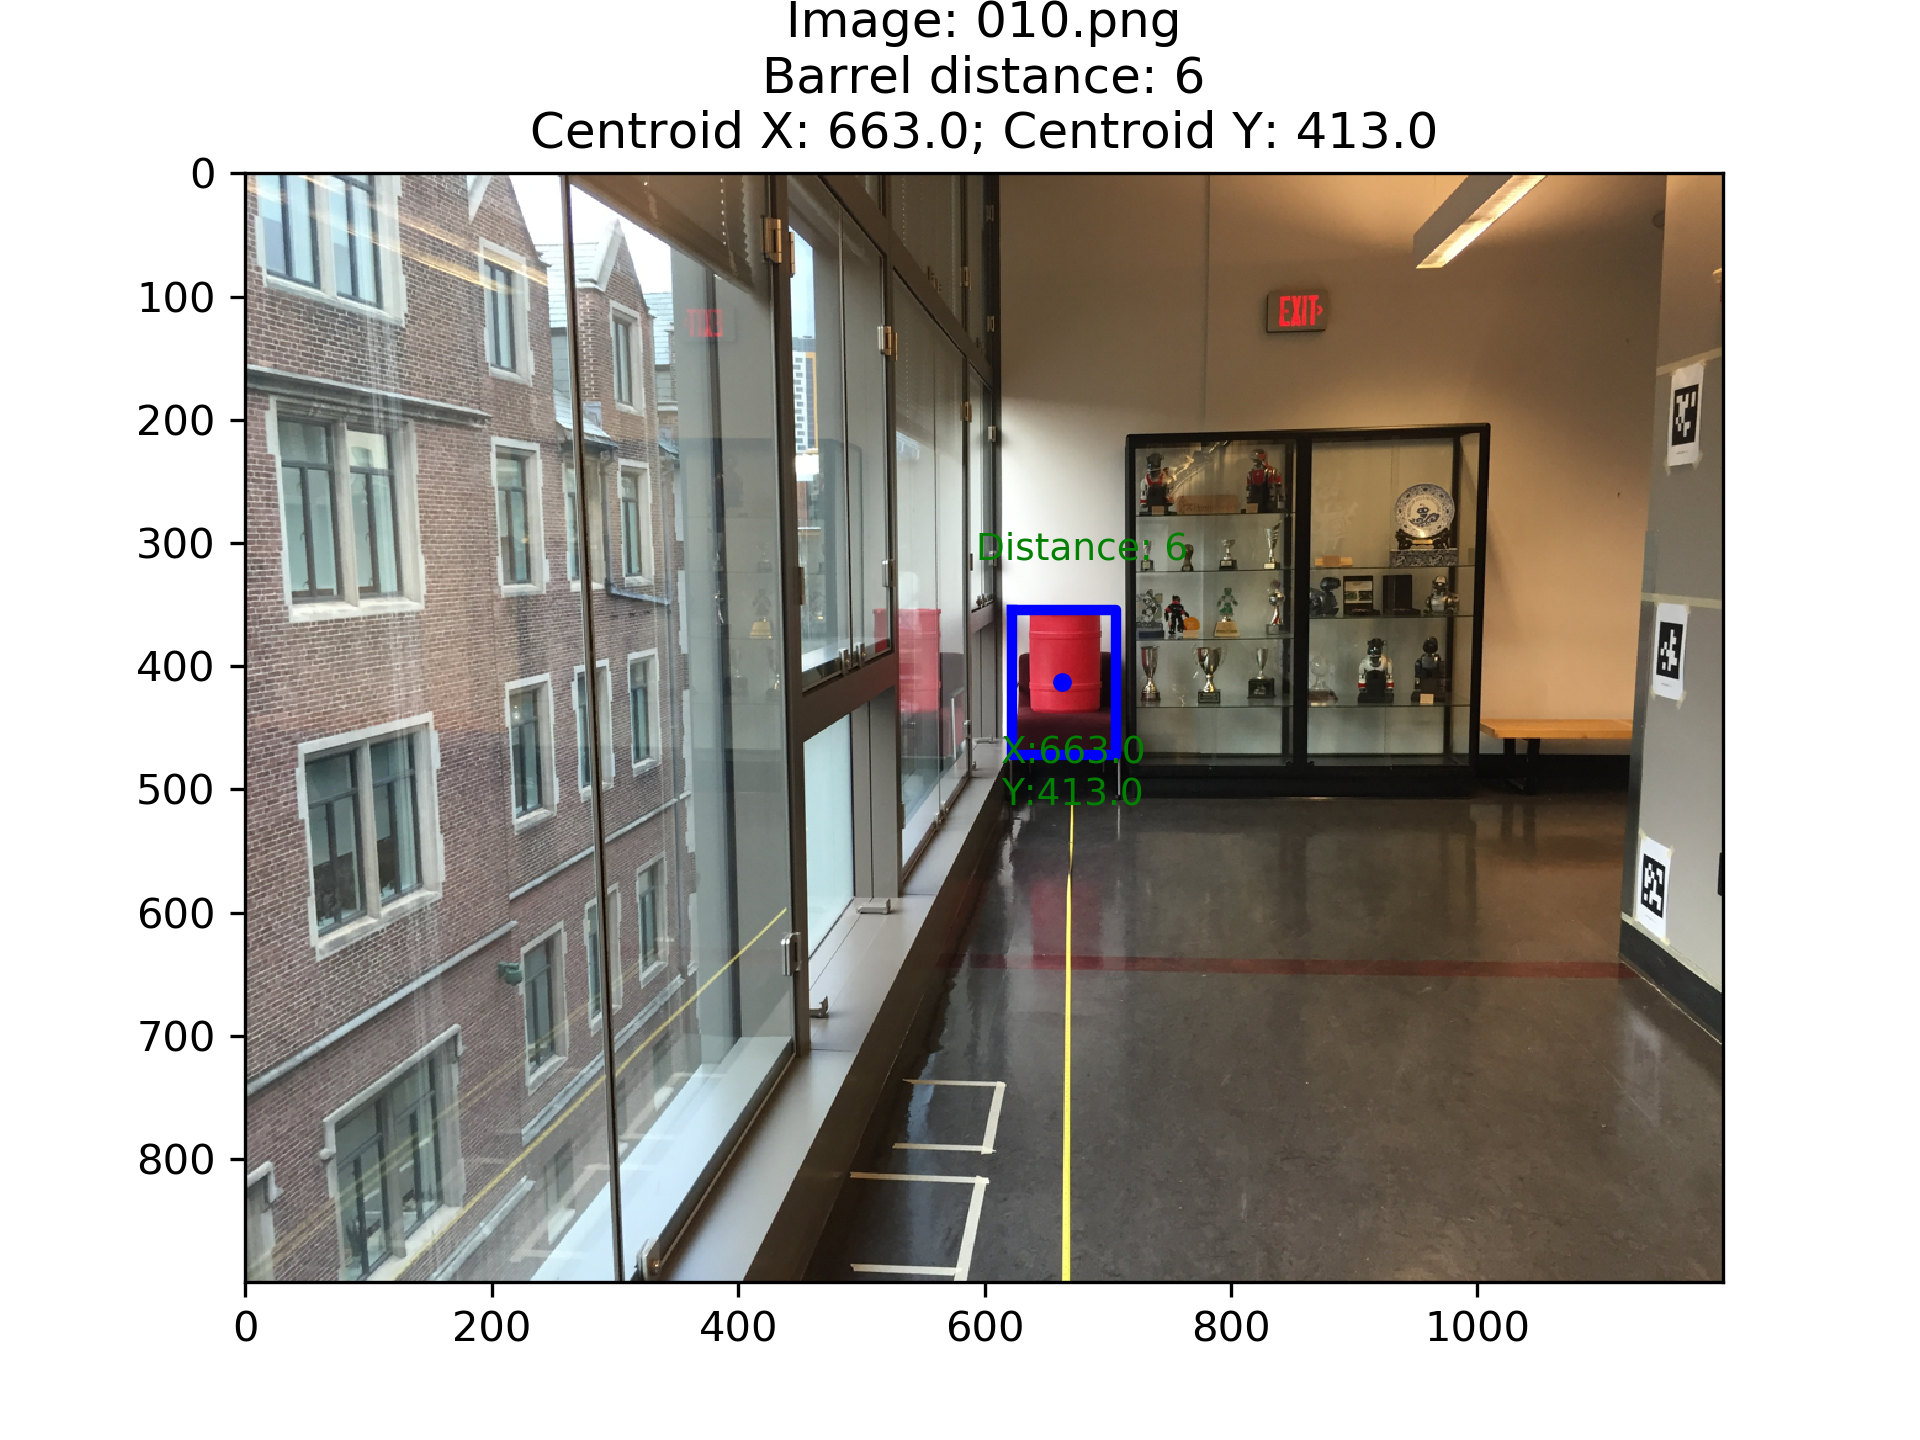 Image: 010.png
Barrel distance: 6
Centroid X: 663.0; Centroid Y: 413.0
0
100
200
300
400
500
600
700
800
0
200
400
600
800
1000
EXIT
Distance: 6
X:663.0
Y:413.0